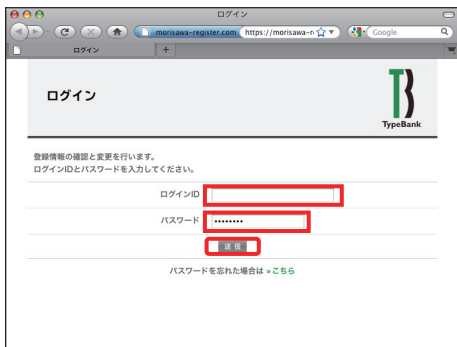 ログイン
morisawa-register.com https://morisawa-r
Google
ログイン
ログイン
TypeBank
登録情報の確認と変更を行います。
ログインIDとパスワードを入力してください。
ログインID
パスワード ••••••••
送信
パスワードを忘れた場合は »こちら